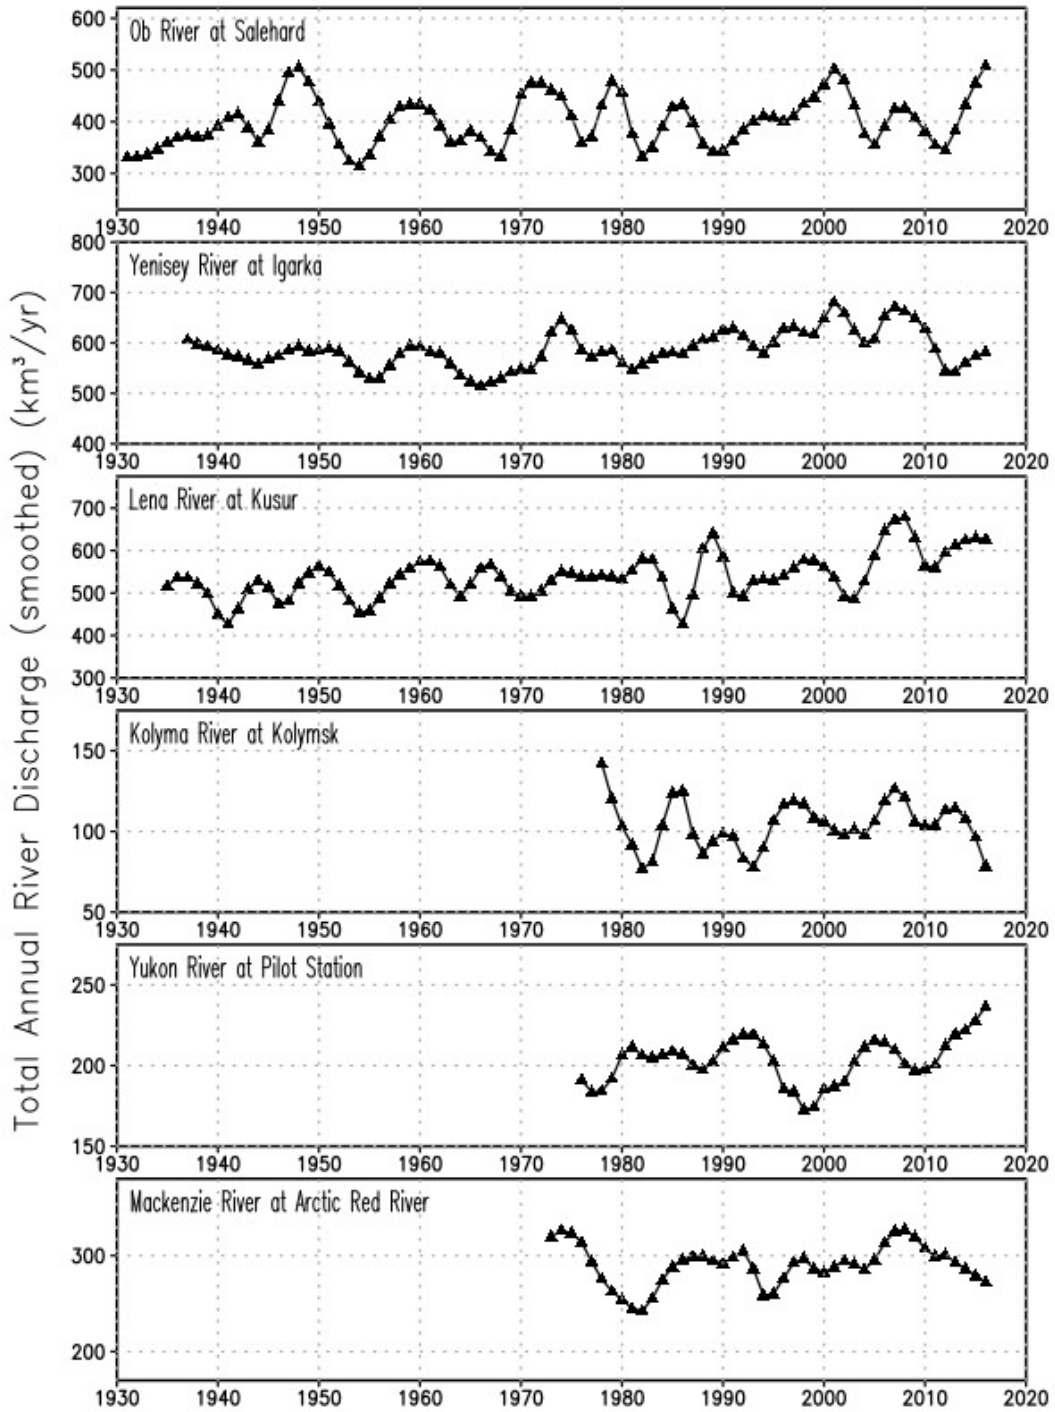 Total Annual River Discharge (smoothed) (km³/yr)
Ob River at Salehard
600
500
400
300
1930 1940 1950 1960 1970 1980 1990 2000 2010 2020
Yenisey River at Igarka
800
700
600
500
400
1930 1940 1950 1960 1970 1980 1990 2000 2010 2020
Lena River at Kusur
700
600
500
400
300
1930 1940 1950 1960 1970 1980 1990 2000 2010 2020
Kolyma River at Kolymsk
150
100
50
1930 1940 1950 1960 1970 1980 1990 2000 2010 2020
Yukon River at Pilot Station
250
200
150
1930 1940 1950 1960 1970 1980 1990 2000 2010 2020
Mackenzie River at Arctic Red River
300
200
1930 1940 1950 1960 1970 1980 1990 2000 2010 2020